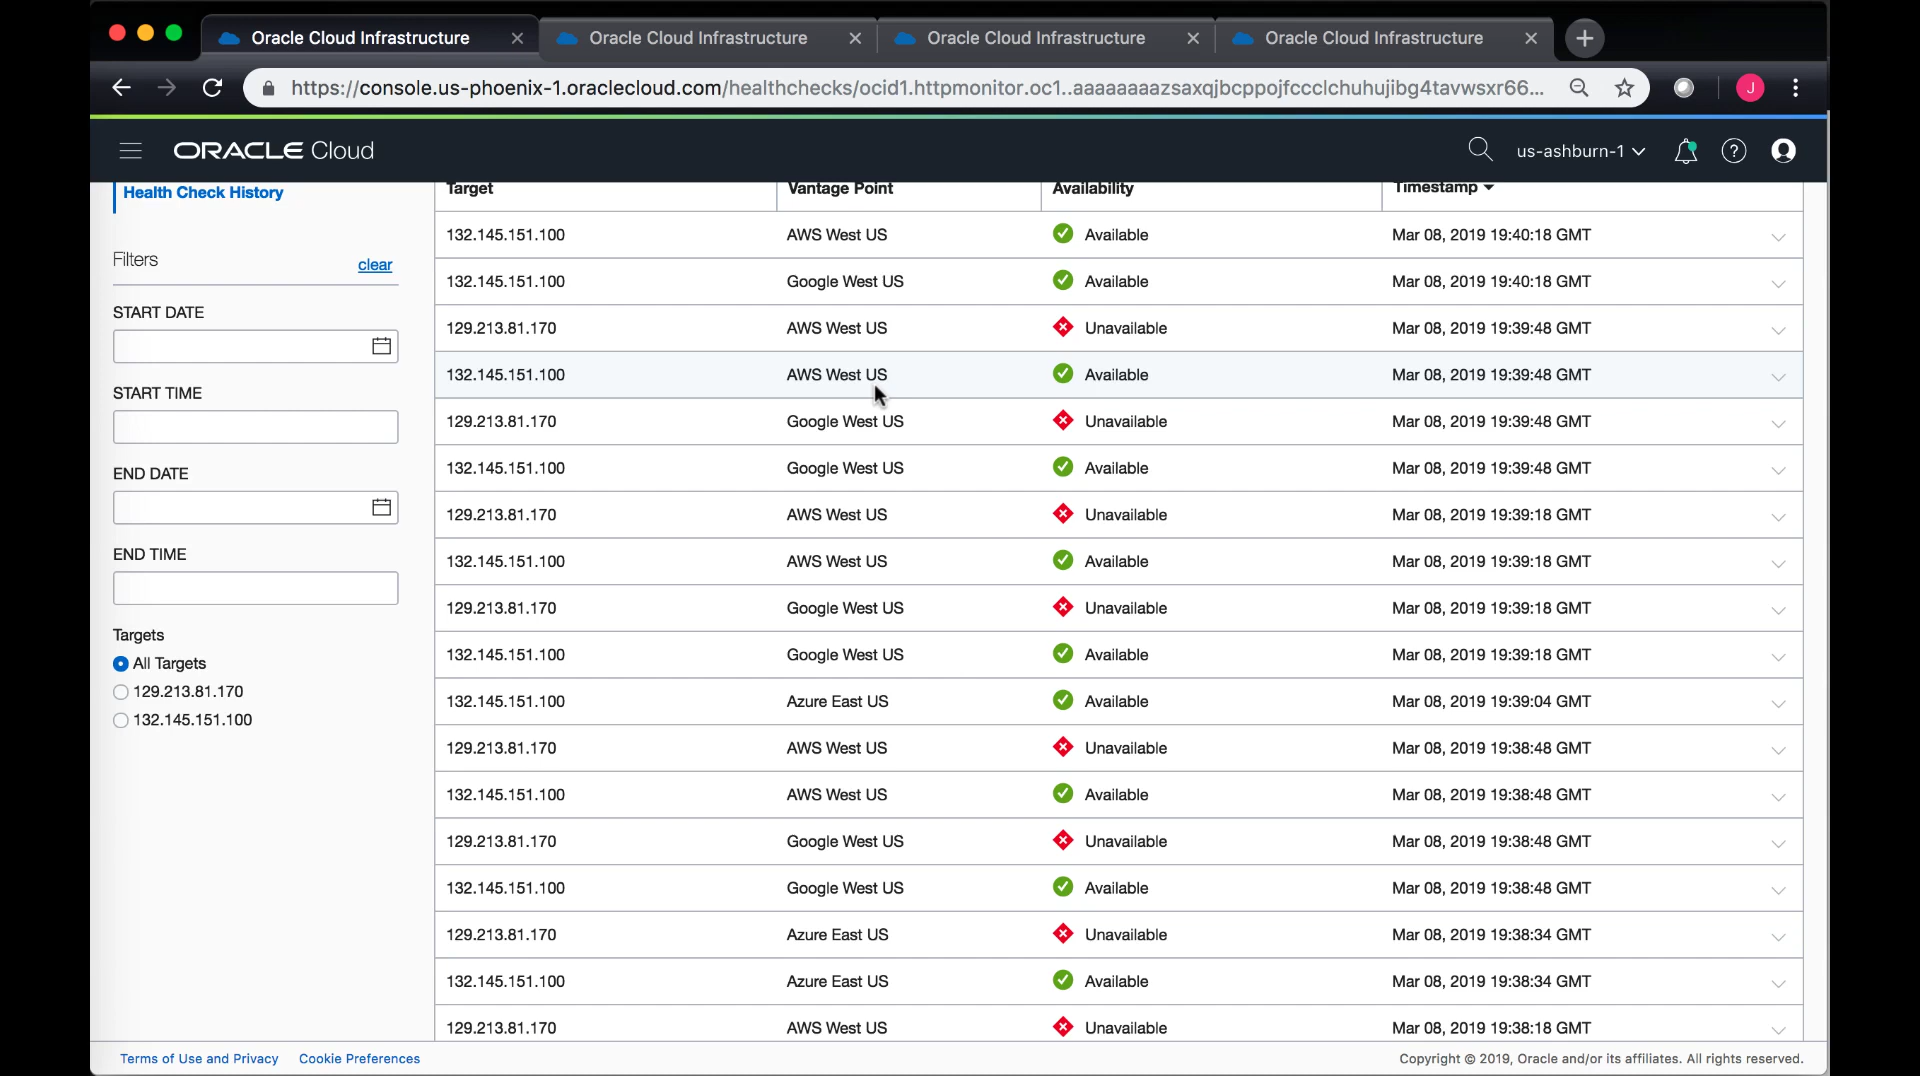 Oracle Cloud Infrastructure Oracle Cloud Infrastructure Oracle Cloud Infrastructure Oracle Cloud Infrastructure
https://console.us-phoenix-1.oraclecloud.com/healthchecks/ocid1.httpmonitor.oc1..aaaaaaaazsaxqjbcppojfccclchuhujibg4tavwsxr66... J
ORACLE Cloud us-ashburn-1
Health Check History
Filters clear
START DATE
START TIME
END DATE
END TIME
Targets
All Targets
129.213.81.170
132.145.151.100
Target Vantage Point Availability Timestamp
132.145.151.100 AWS West US Available Mar 08, 2019 19:40:18 GMT
132.145.151.100 Google West US Available Mar 08, 2019 19:40:18 GMT
129.213.81.170 AWS West US Unavailable Mar 08, 2019 19:39:48 GMT
132.145.151.100 AWS West US Available Mar 08, 2019 19:39:48 GMT
129.213.81.170 Google West US Unavailable Mar 08, 2019 19:39:48 GMT
132.145.151.100 Google West US Available Mar 08, 2019 19:39:48 GMT
129.213.81.170 AWS West US Unavailable Mar 08, 2019 19:39:18 GMT
132.145.151.100 AWS West US Available Mar 08, 2019 19:39:18 GMT
129.213.81.170 Google West US Unavailable Mar 08, 2019 19:39:18 GMT
132.145.151.100 Google West US Available Mar 08, 2019 19:39:18 GMT
132.145.151.100 Azure East US Available Mar 08, 2019 19:39:04 GMT
129.213.81.170 AWS West US Unavailable Mar 08, 2019 19:38:48 GMT
132.145.151.100 AWS West US Available Mar 08, 2019 19:38:48 GMT
129.213.81.170 Google West US Unavailable Mar 08, 2019 19:38:48 GMT
132.145.151.100 Google West US Available Mar 08, 2019 19:38:48 GMT
129.213.81.170 Azure East US Unavailable Mar 08, 2019 19:38:34 GMT
132.145.151.100 Azure East US Available Mar 08, 2019 19:38:34 GMT
129.213.81.170 AWS West US Unavailable Mar 08, 2019 19:38:18 GMT
Terms of Use and Privacy Cookie Preferences Copyright © 2019, Oracle and/or its affiliates. All rights reserved.